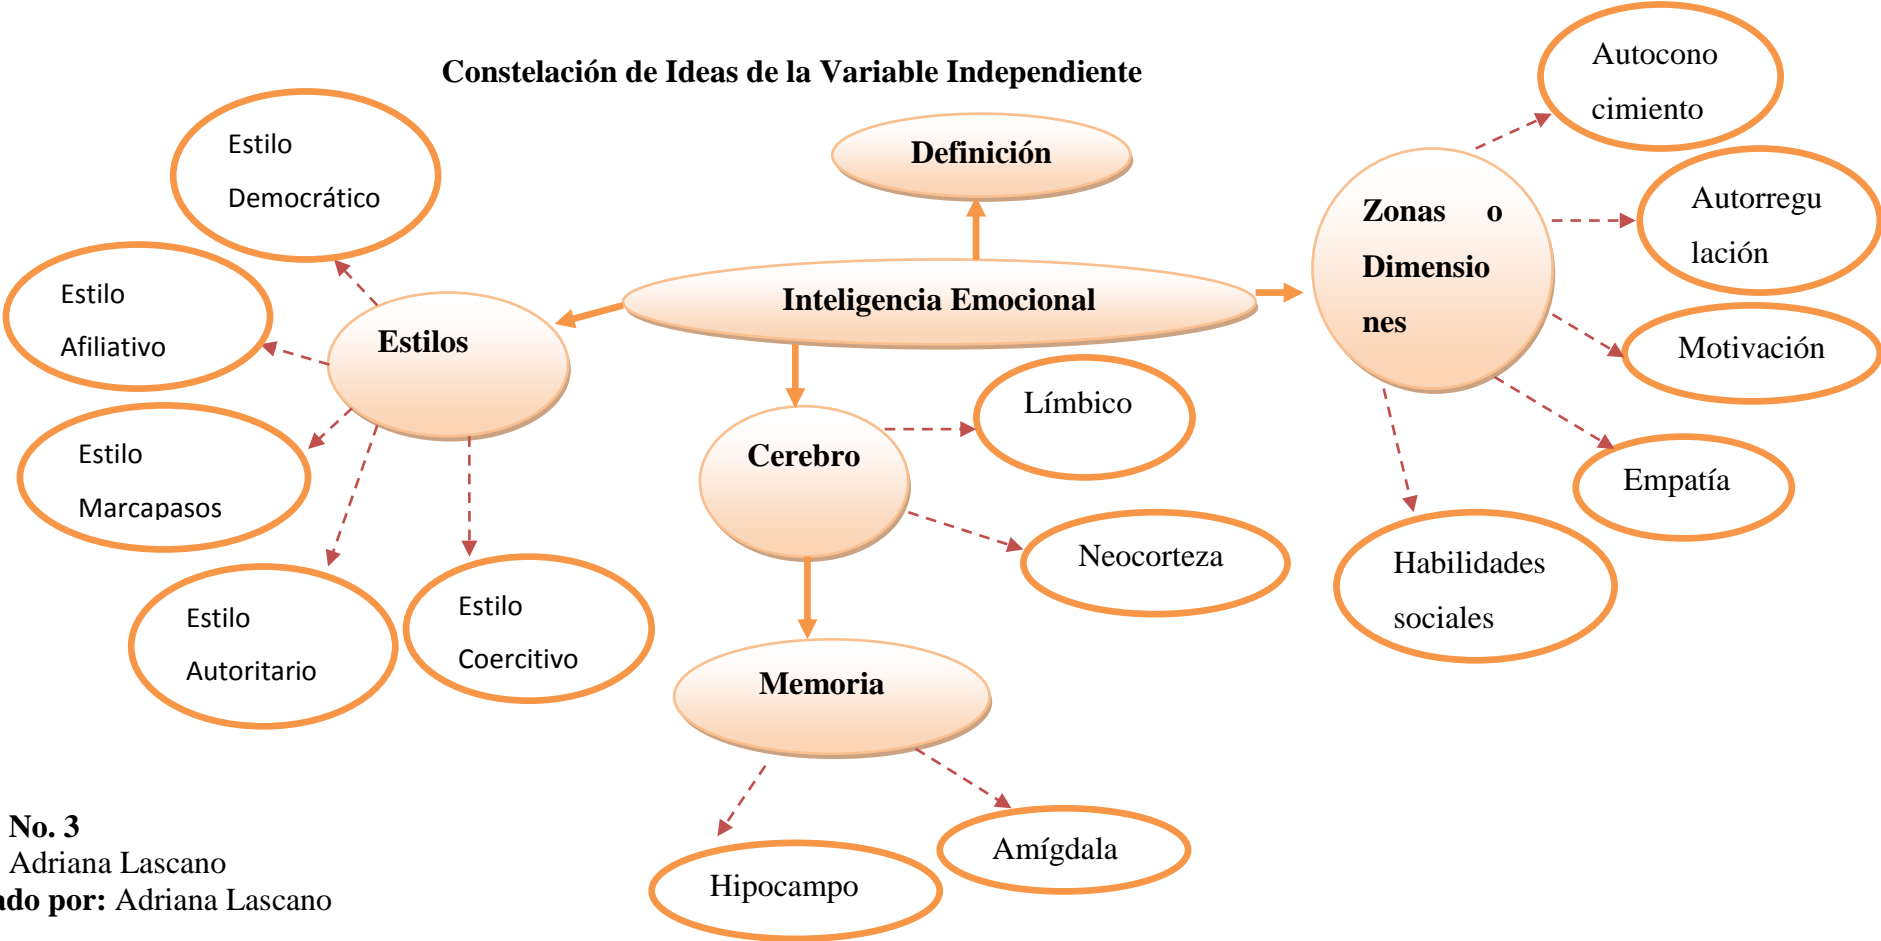 Constelación de Ideas de la Variable Independiente
Definición
Inteligencia Emocional
Estilos
Estilo
Democrático
Estilo
Afiliativo
Estilo
Marcapasos
Estilo
Autoritario
Estilo
Coercitivo
Cerebro
Límbico
Neocorteza
Memoria
Hipocampo
Amígdala
Zonas o
Dimensio
nes
Autocono
cimiento
Autorregu
lación
Motivación
Empatía
Habilidades
sociales
No. 3
Adriana Lascano
ado por: Adriana Lascano